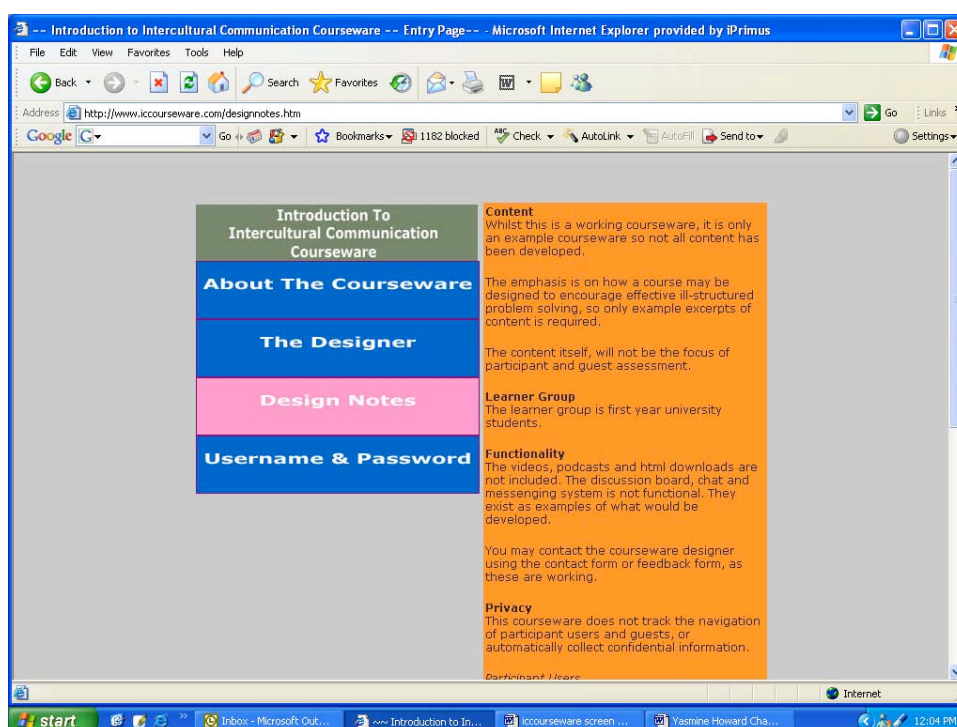 -- Introduction to Intercultural Communication Courseware -- Entry Page-- - Microsoft Internet Explorer provided by iPrimus
File Edit View Favorites Tools Help
Back Search Favorites
Address http://www.iccourseware.com/designnotes.htm Go Links
Google G Go Bookmarks 1182 blocked ABC Check AutoLink AutoFill Send to Settings
Introduction To
Intercultural Communication
Courseware
About The Courseware
The Designer
Design Notes
Username & Password
Content
Whilst this is a working courseware, it is only
an example courseware so not all content has
been developed.
The emphasis is on how a course may be
designed to encourage effective ill-structured
problem solving, so only example excerpts of
content is required.
The content itself, will not be the focus of
participant and guest assessment.
Learner Group
The learner group is first year university
students.
Functionality
The videos, podcasts and html downloads are
not included. The discussion board, chat and
messenging system is not functional. They
exist as examples of what would be
developed.
You may contact the courseware designer
using the contact form or feedback form, as
these are working.
Privacy
This courseware does not track the navigation
of participant users and guests, or
automatically collect confidential information.
Participant Users
Internet
start Inbox - Microsoft Out... ~~ Introduction to In... iccourseware screen ... Yasmine Howard Cha... 12:04 PM